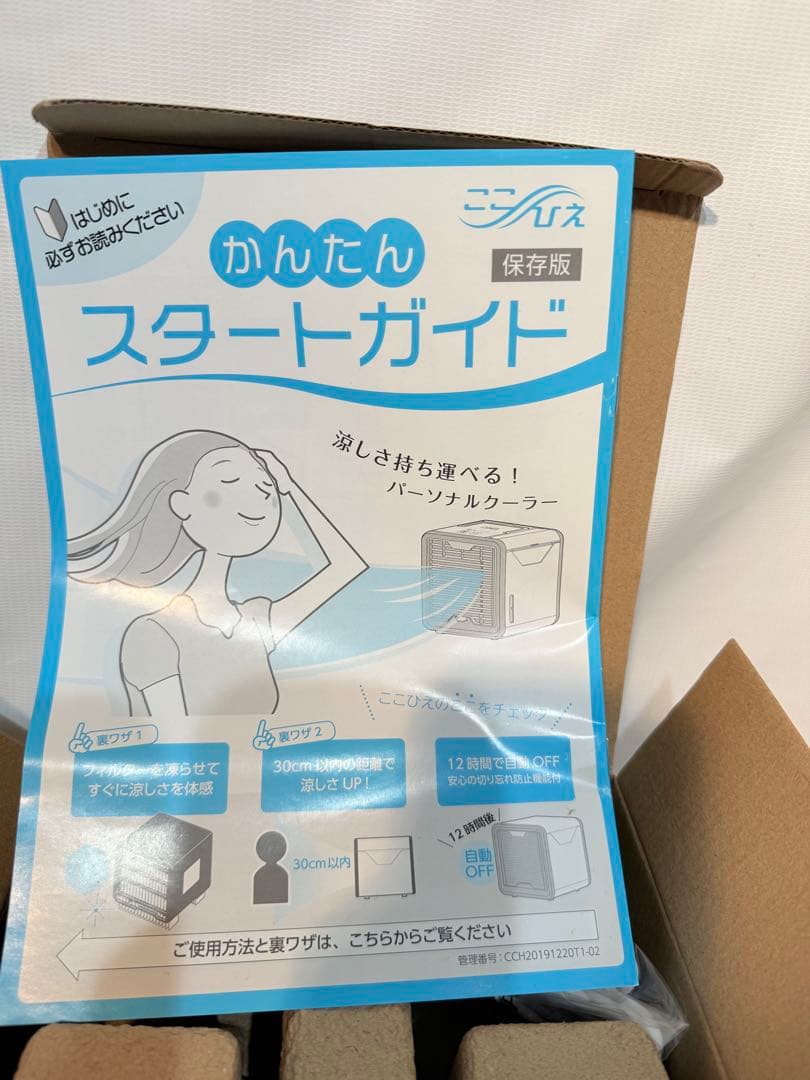 はじめに
必ずお読みください
ここひえ
かんたん
保存版
スタートガイド
涼しさ持ち運べる！
パーソナルクーラー
ここひえのここをチェック
裏ワザ1
フィルターを凍らせて
すぐに涼しさを体感
裏ワザ2
30cm以内の距離で
涼しさUP！
12時間で自動OFF
安心の切り忘れ防止機能付
30cm以内
12時間後
自動
OFF
ご使用方法と裏ワザは、こちらからご覧ください
管理番号：CCH20191220T1-02